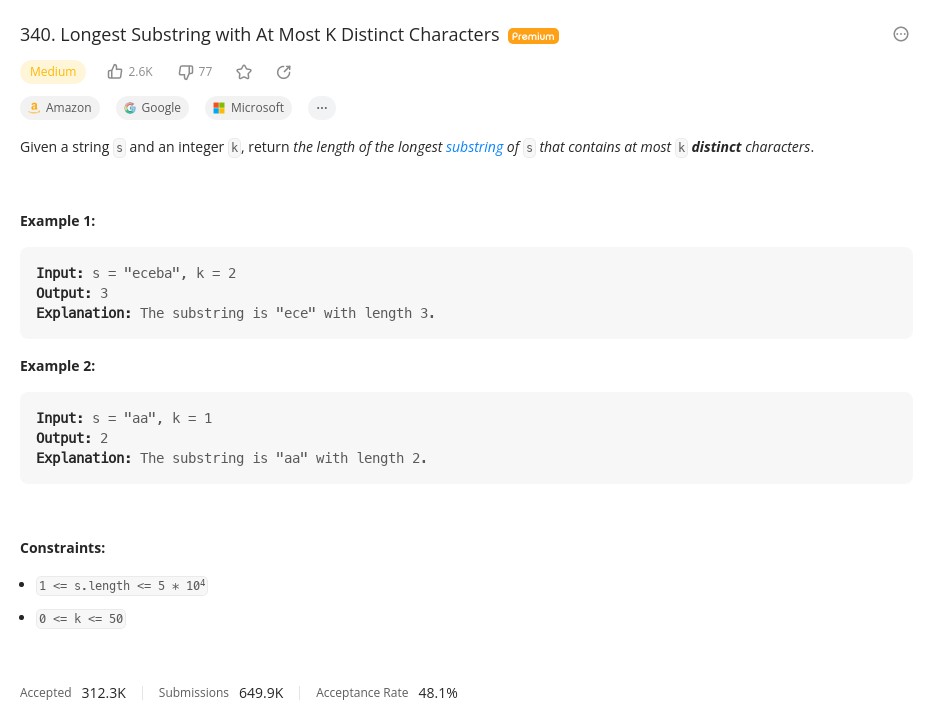 340. Longest Substring with At Most K Distinct Characters Premium
Medium 2.6K 77
Amazon Google Microsoft ...
Given a string s and an integer k, return the length of the longest substring of s that contains at most k distinct characters.
Example 1:
Input: s = "eceba", k = 2
Output: 3
Explanation: The substring is "ece" with length 3.
Example 2:
Input: s = "aa", k = 1
Output: 2
Explanation: The substring is "aa" with length 2.
Constraints:
• 1 <= s.length <= 5 * 10⁴
• 0 <= k <= 50
Accepted 312.3K Submissions 649.9K Acceptance Rate 48.1%